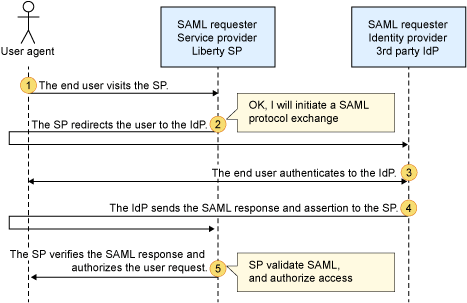 User agent
SAML requester
Service provider
Liberty SP
SAML requester
Identity provider
3rd party IdP
1 The end user visits the SP.
OK, I will initiate a SAML
protocol exchange
The SP redirects the user to the IdP. 2
The end user authenticates to the IdP. 3
The IdP sends the SAML response and assertion to the SP. 4
The SP verifies the SAML response and
authorizes the user request. 5
SP validate SAML,
and authorize access